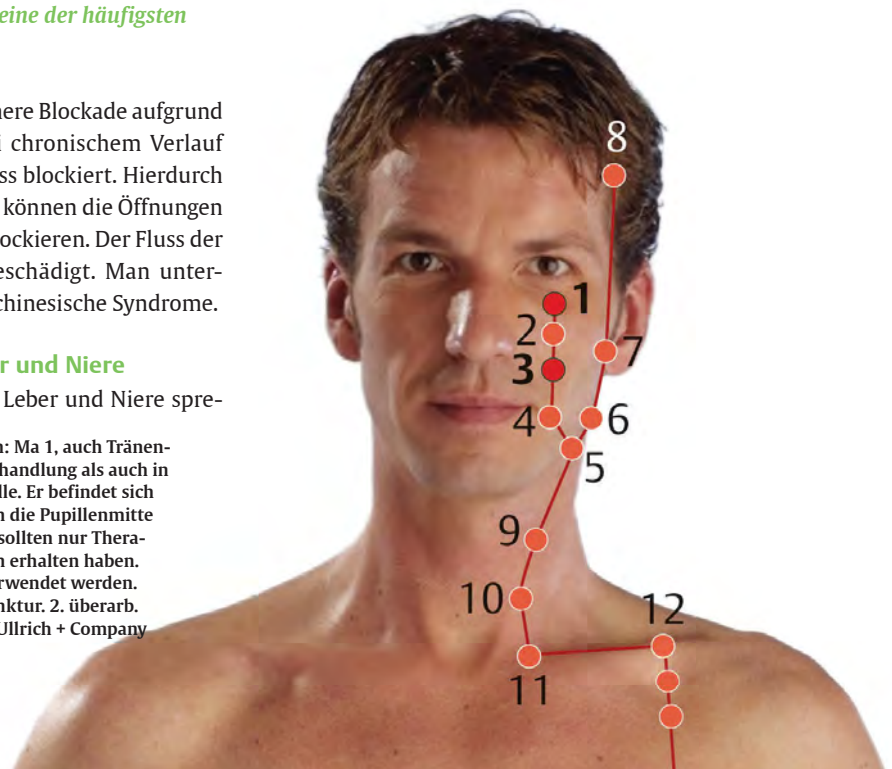 eine der häufigsten
nere Blockade aufgrund
i chronischem Verlauf
ss blockiert. Hierdurch
können die Öffnungen
ockieren. Der Fluss der
eschädigt. Man unter-
chinesische Syndrome.
r und Niere
Leber und Niere spre-
n: Ma 1, auch Tränen-
handlung als auch in
lle. Er befindet sich
n die Pupillenmitte
sollten nur Thera-
n erhalten haben.
rwendet werden.
nktur. 2. überarb.
Ullrich + Company
8
1
2
7
3
4
6
5
9
10
12
11